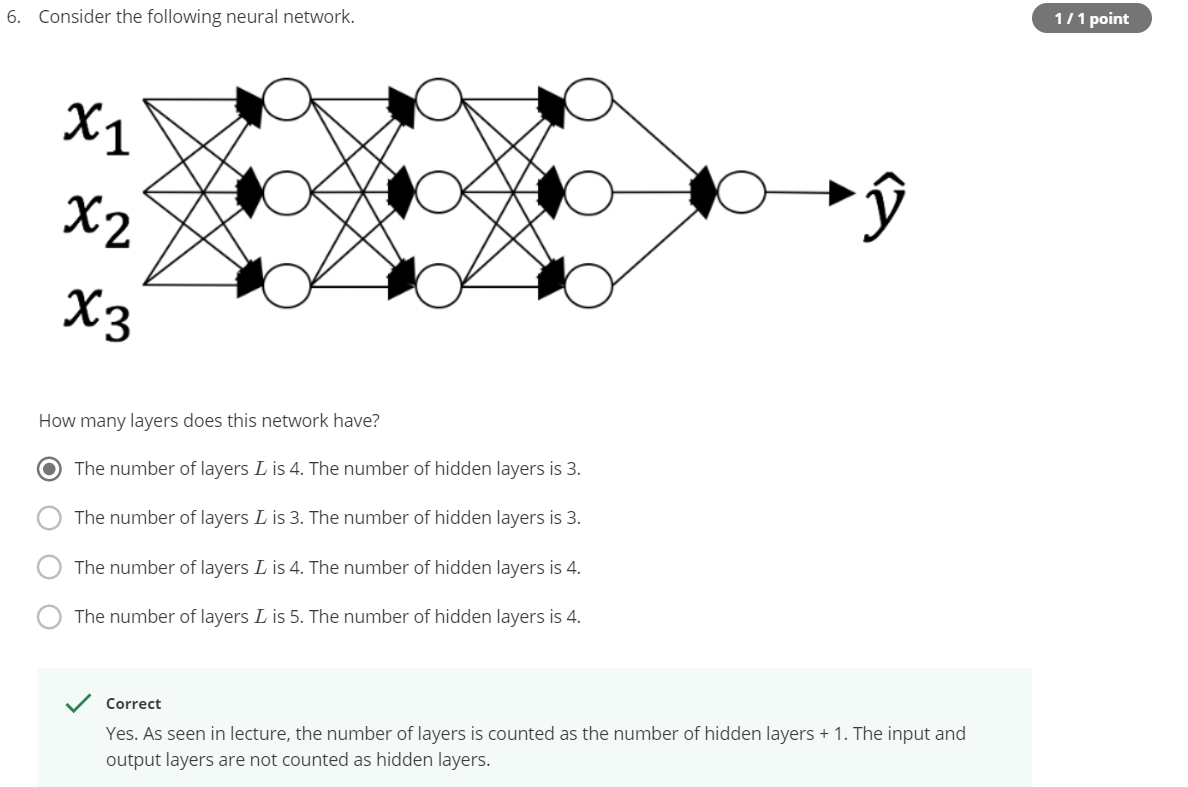 6. Consider the following neural network.
1 / 1 point
x₁
x₂
x₃
ŷ
How many layers does this network have?
The number of layers L is 4. The number of hidden layers is 3.
The number of layers L is 3. The number of hidden layers is 3.
The number of layers L is 4. The number of hidden layers is 4.
The number of layers L is 5. The number of hidden layers is 4.
Correct
Yes. As seen in lecture, the number of layers is counted as the number of hidden layers + 1. The input and
output layers are not counted as hidden layers.